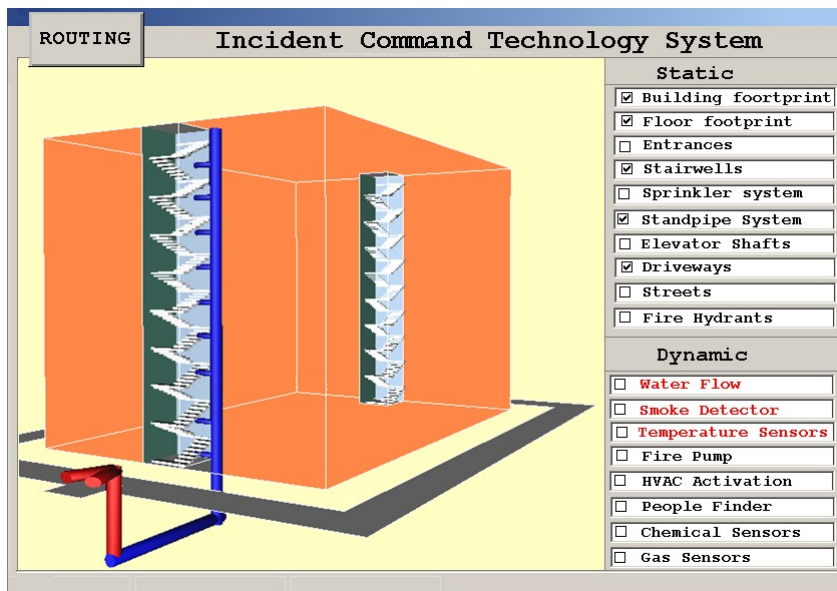 ROUTING
Incident Command Technology System
Static
Building foortprint
Floor footprint
Entrances
Stairwells
Sprinkler system
Standpipe System
Elevator Shafts
Driveways
Streets
Fire Hydrants
Dynamic
Water Flow
Smoke Detector
Temperature Sensors
Fire Pump
HVAC Activation
People Finder
Chemical Sensors
Gas Sensors